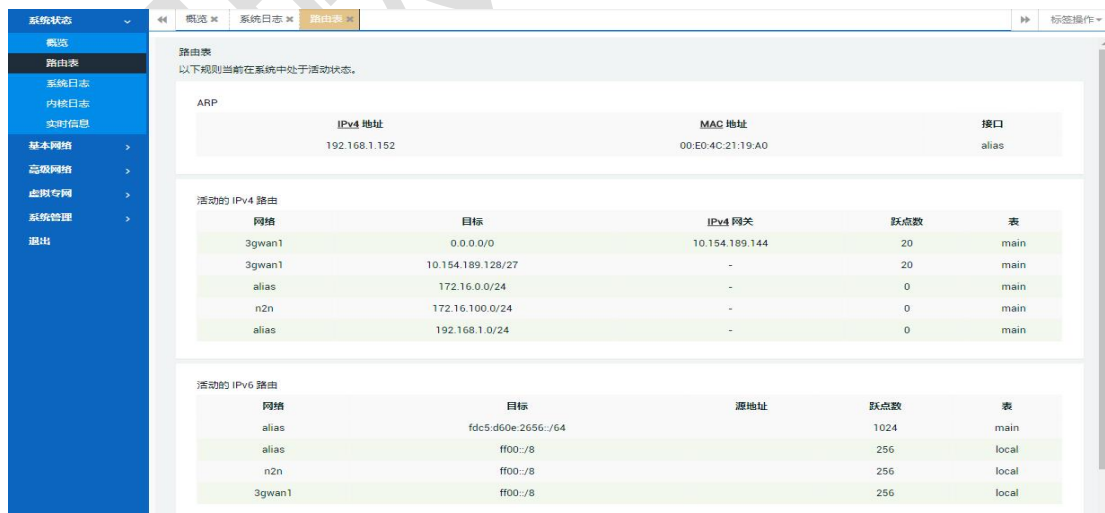 系统状态
概览
路由表
系统日志
内核日志
实时信息
基本网络
高级网络
虚拟专网
系统管理
退出
概览 系统日志 路由表 标签操作
路由表
以下规则当前在系统中处于活动状态。
ARP
IPv4 地址 MAC 地址 接口
192.168.1.152 00:E0:4C:21:19:A0 alias
活动的 IPv4 路由
网络 目标 IPv4 网关 跃点数 表
3gwan1 0.0.0.0/0 10.154.189.144 20 main
3gwan1 10.154.189.128/27 - 20 main
alias 172.16.0.0/24 - 0 main
n2n 172.16.100.0/24 - 0 main
alias 192.168.1.0/24 - 0 main
活动的 IPv6 路由
网络 目标 源地址 跃点数 表
alias fdc5:d60e:2656::/64 1024 main
alias ff00::/8 256 local
n2n ff00::/8 256 local
3gwan1 ff00::/8 256 local